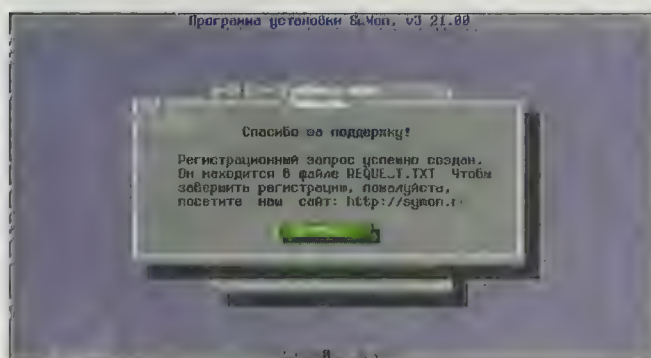 Программа установки
v3 21.00
Спасибо за поддержку!
Регистрационный запрос успешно создан.
Он находится в файле Чтобы
завершить регистрацию, пожалуйста,
посетите наш сайт: